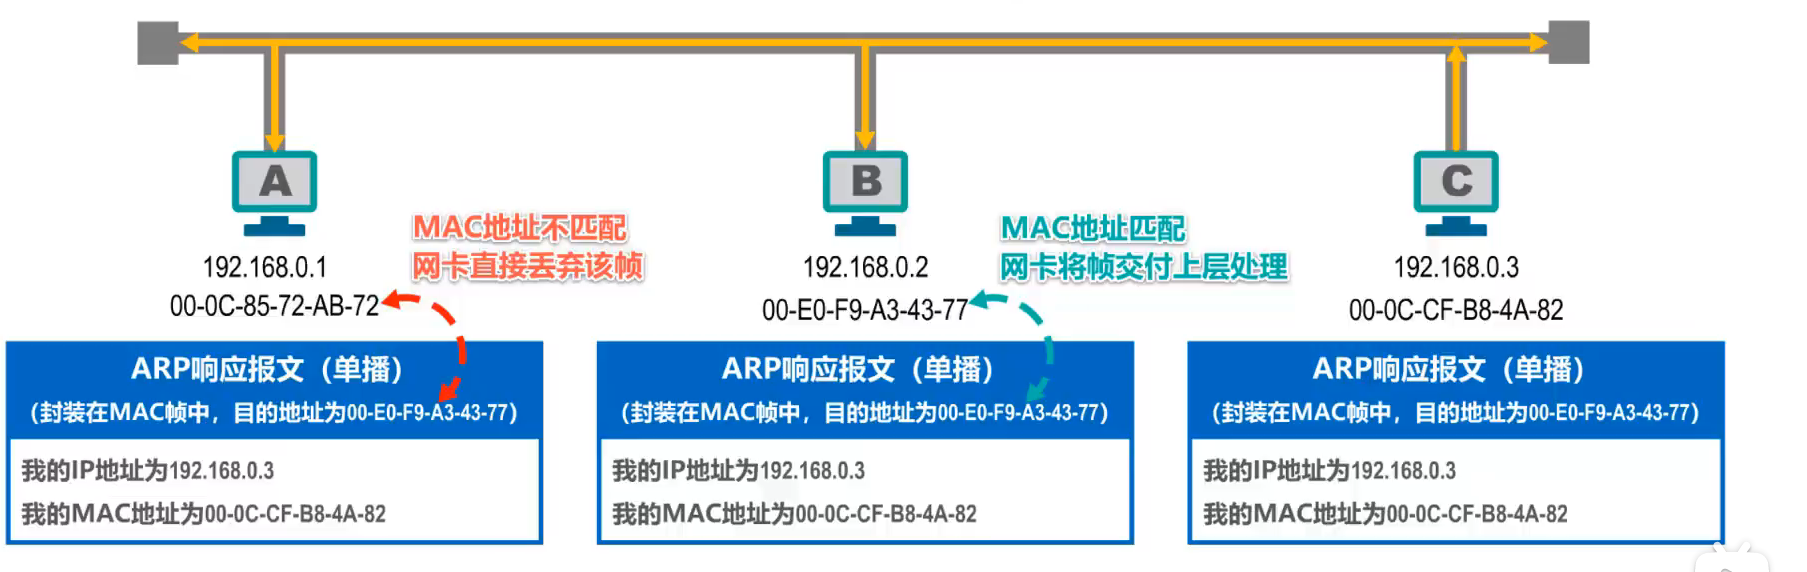 A
B
C
MAC地址不匹配
网卡直接丢弃该帧
MAC地址匹配
网卡将帧交付上层处理
192.168.0.1
00-0C-85-72-AB-72
192.168.0.2
00-E0-F9-A3-43-77
192.168.0.3
00-0C-CF-B8-4A-82
ARP响应报文（单播）
（封装在MAC帧中，目的地址为00-E0-F9-A3-43-77）
我的IP地址为192.168.0.3
我的MAC地址为00-0C-CF-B8-4A-82
ARP响应报文（单播）
（封装在MAC帧中，目的地址为00-E0-F9-A3-43-77）
我的IP地址为192.168.0.3
我的MAC地址为00-0C-CF-B8-4A-82
ARP响应报文（单播）
（封装在MAC帧中，目的地址为00-E0-F9-A3-43-77）
我的IP地址为192.168.0.3
我的MAC地址为00-0C-CF-B8-4A-82